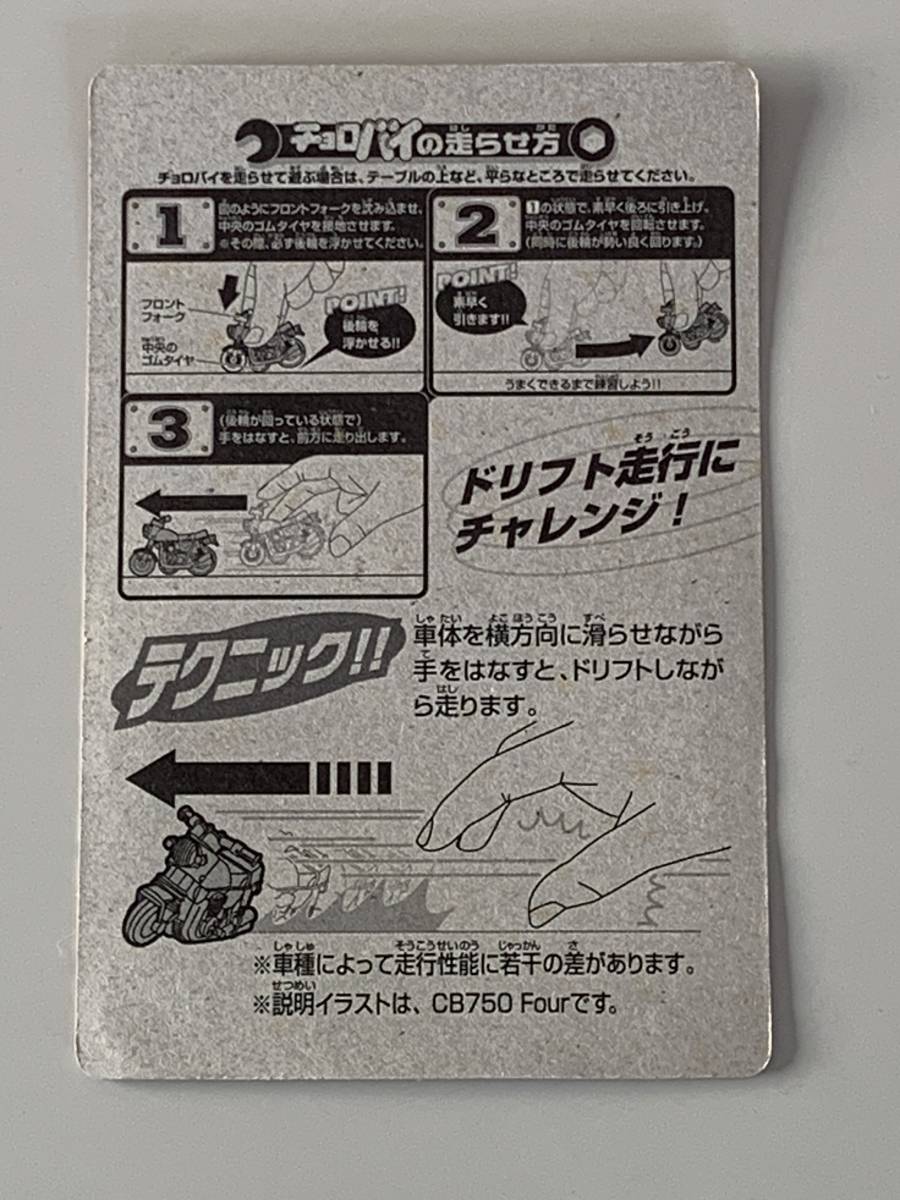 チョロバイの走らせ方
チョロバイを走らせて遊ぶ場合は、テーブルの上など、平らなところで走らせてください。
1
図のようにフロントフォークを沈み込ませ、
中央のゴムタイヤを接地させます。
※その際、必ず後輪を浮かせてください。
フロント
フォーク
中央の
ゴムタイヤ
POINT!
後輪を
浮かせる!!
2
1の状態で、素早く後ろに引き上げ。
中央のゴムタイヤを回転させます。
(同時に後輪が勢い良く回ります。)
POINT!
素早く
引きます!!
うまくできるまで練習しよう!!
3
(後輪が回っている状態で)
手をはなすと、前方に走り出します。
ドリフト走行に
チャレンジ!
テクニック!!
車体を横方向に滑らせながら
手をはなすと、ドリフトしなが
ら走ります。
※車種によって走行性能に若干の差があります。
※説明イラストは、CB750 Fourです。